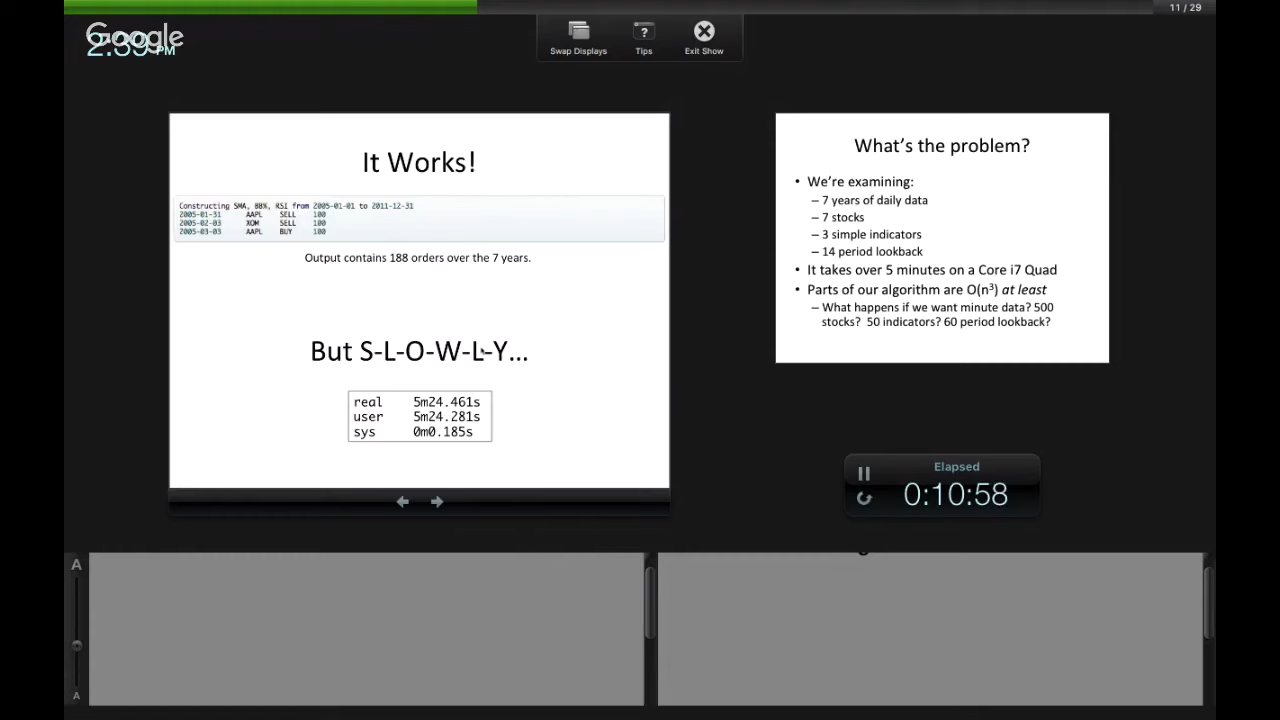 11 / 29
Google
2:39 PM
Swap Displays
Tips
Exit Show
It Works!
Constructing SMA, BB%, RSI from 2005-01-01 to 2011-12-31
2005-01-31 AAPL SELL 100
2005-02-03 XOM SELL 100
2005-03-03 AAPL BUY 100
Output contains 188 orders over the 7 years.
But S-L-O-W-L-Y...
real 5m24.461s
user 5m24.281s
sys 0m0.185s
What's the problem?
• We're examining:
– 7 years of daily data
– 7 stocks
– 3 simple indicators
– 14 period lookback
• It takes over 5 minutes on a Core i7 Quad
• Parts of our algorithm are O(n³) at least
– What happens if we want minute data? 500
stocks? 50 indicators? 60 period lookback?
Elapsed
0:10:58
A
A